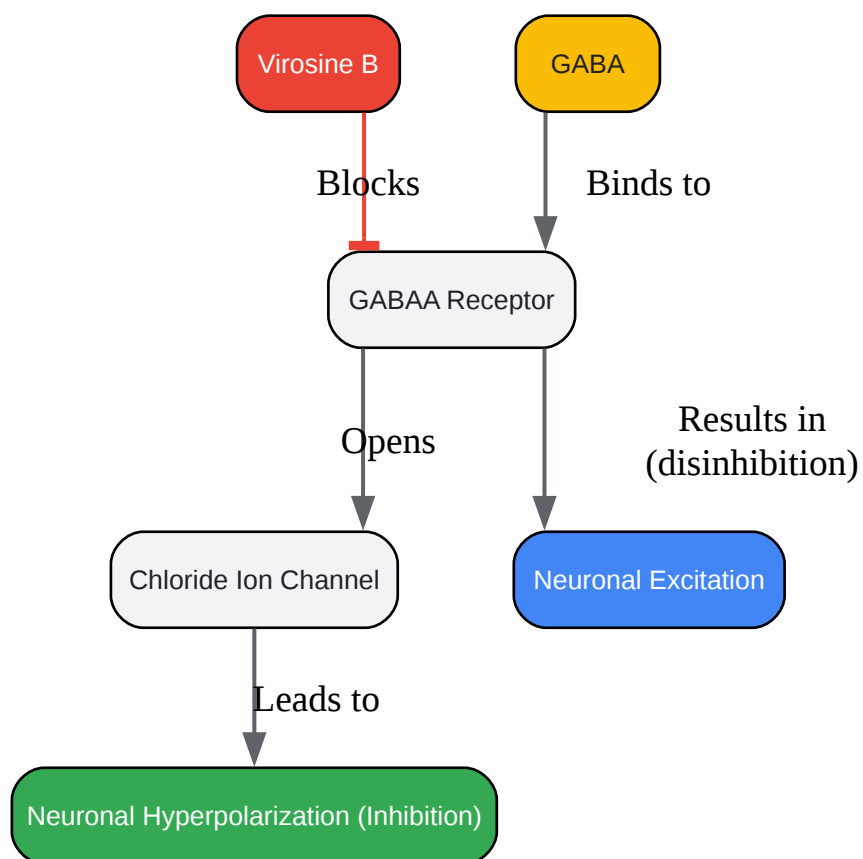 Virosine B
GABA
Blocks
Binds to
GABAA Receptor
Opens
Results in
(disinhibition)
Chloride Ion Channel
Neuronal Excitation
Leads to
Neuronal Hyperpolarization (Inhibition)